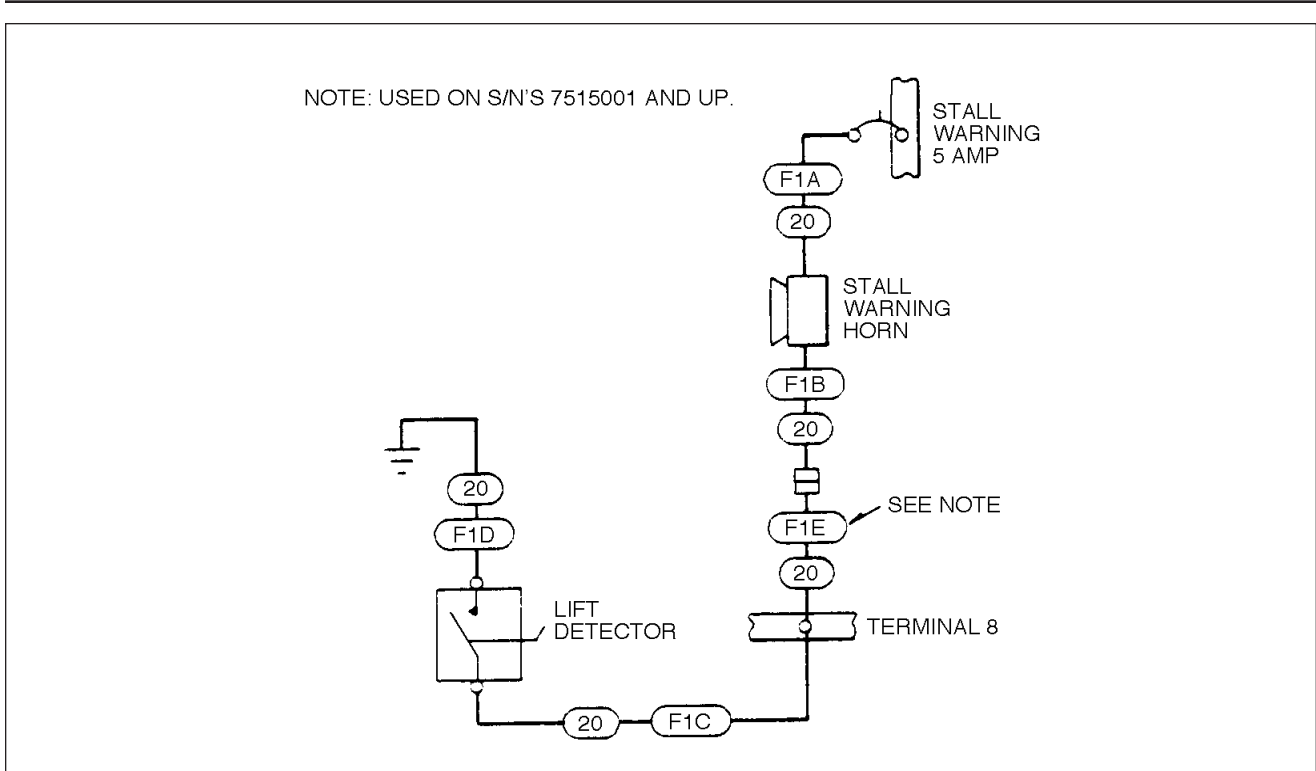 NOTE: USED ON S/N'S 7515001 AND UP.
STALL
WARNING
5 AMP
F1A
20
STALL
WARNING
HORN
F1B
20
20
F1D
F1E
SEE NOTE
20
LIFT
DETECTOR
TERMINAL 8
20
F1C